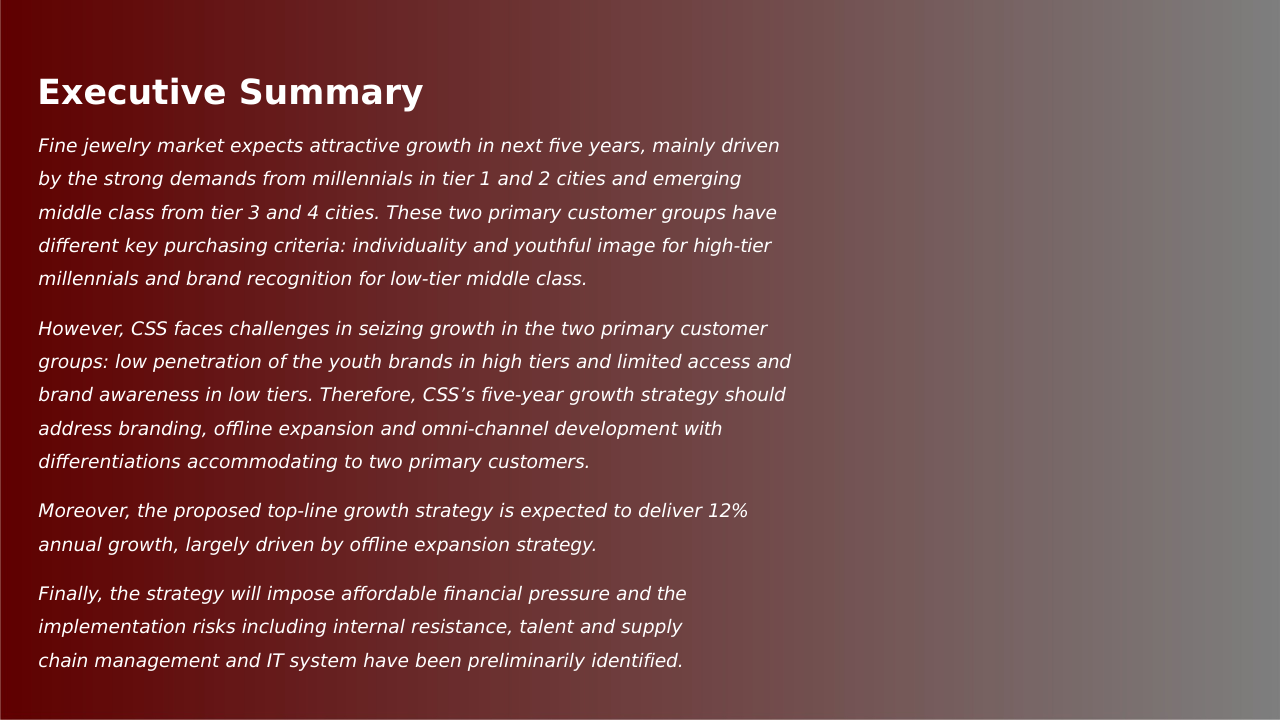 Executive Summary
Fine jewelry market expects attractive growth in next five years, mainly driven
by the strong demands from millennials in tier 1 and 2 cities and emerging
middle class from tier 3 and 4 cities. These two primary customer groups have
different key purchasing criteria: individuality and youthful image for high-tier
millennials and brand recognition for low-tier middle class.
However, CSS faces challenges in seizing growth in the two primary customer
groups: low penetration of the youth brands in high tiers and limited access and
brand awareness in low tiers. Therefore, CSS’s five-year growth strategy should
address branding, offline expansion and omni-channel development with
differentiations accommodating to two primary customers.
Moreover, the proposed top-line growth strategy is expected to deliver 12%
annual growth, largely driven by offline expansion strategy.
Finally, the strategy will impose affordable financial pressure and the
implementation risks including internal resistance, talent and supply
chain management and IT system have been preliminarily identified.